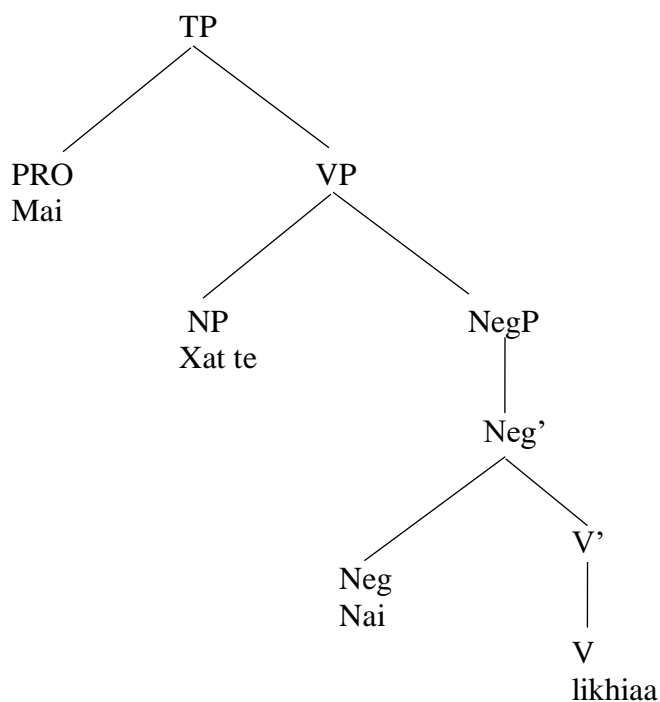 TP
PRO VP
Mai
NP NegP
Xat te
Neg’
V’
Neg
Nai
V
likhiaa